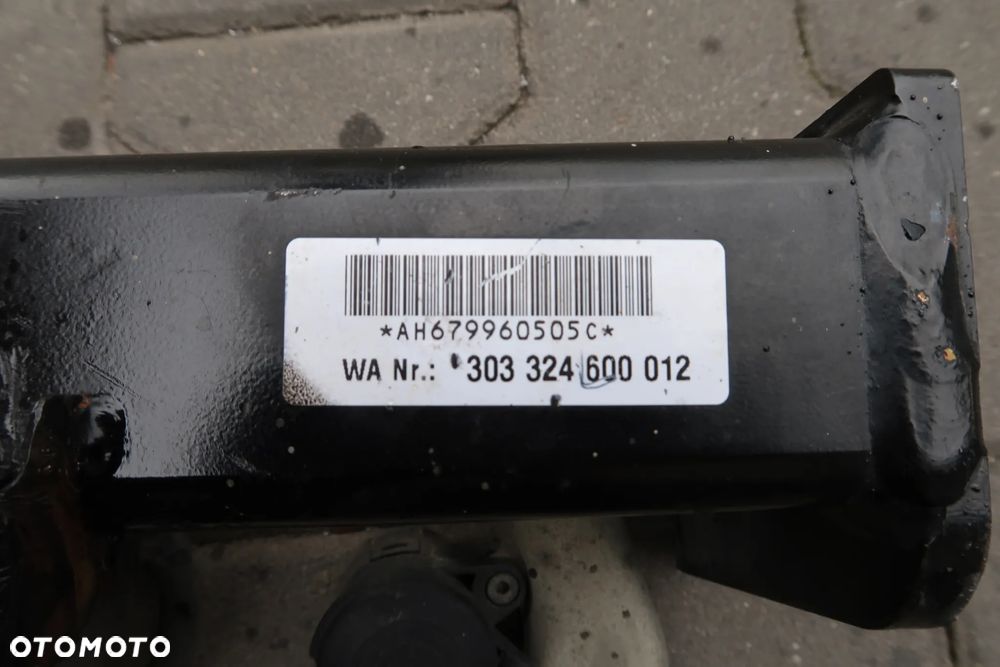 *AH679960505C*
WA Nr.: 303 324 600 012
OTOMOTO